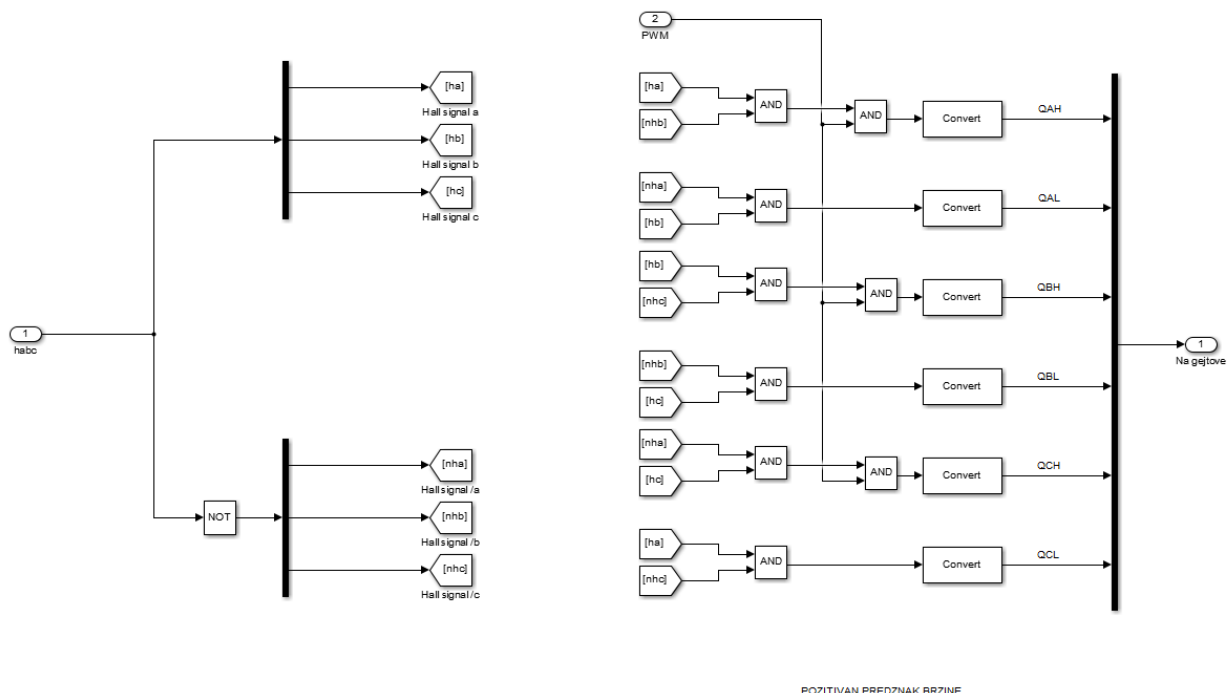 2
PWM
[ha]
Hall signal a
[hb]
Hall signal b
[hc]
Hall signal c
1
habc
NOT
[nha]
Hall signal /a
[nhb]
Hall signal /b
[nhc]
Hall signal /c
[ha]
[nhb]
AND
AND
Convert
QAH
[nha]
[hb]
AND
Convert
QAL
[hb]
[nhc]
AND
AND
Convert
QBH
[nhb]
[hc]
AND
Convert
QBL
[nha]
[hc]
AND
AND
Convert
QCH
[ha]
[nhc]
AND
Convert
QCL
1
Na gejtove
POZITIVAN PREDZNAK BRZINE